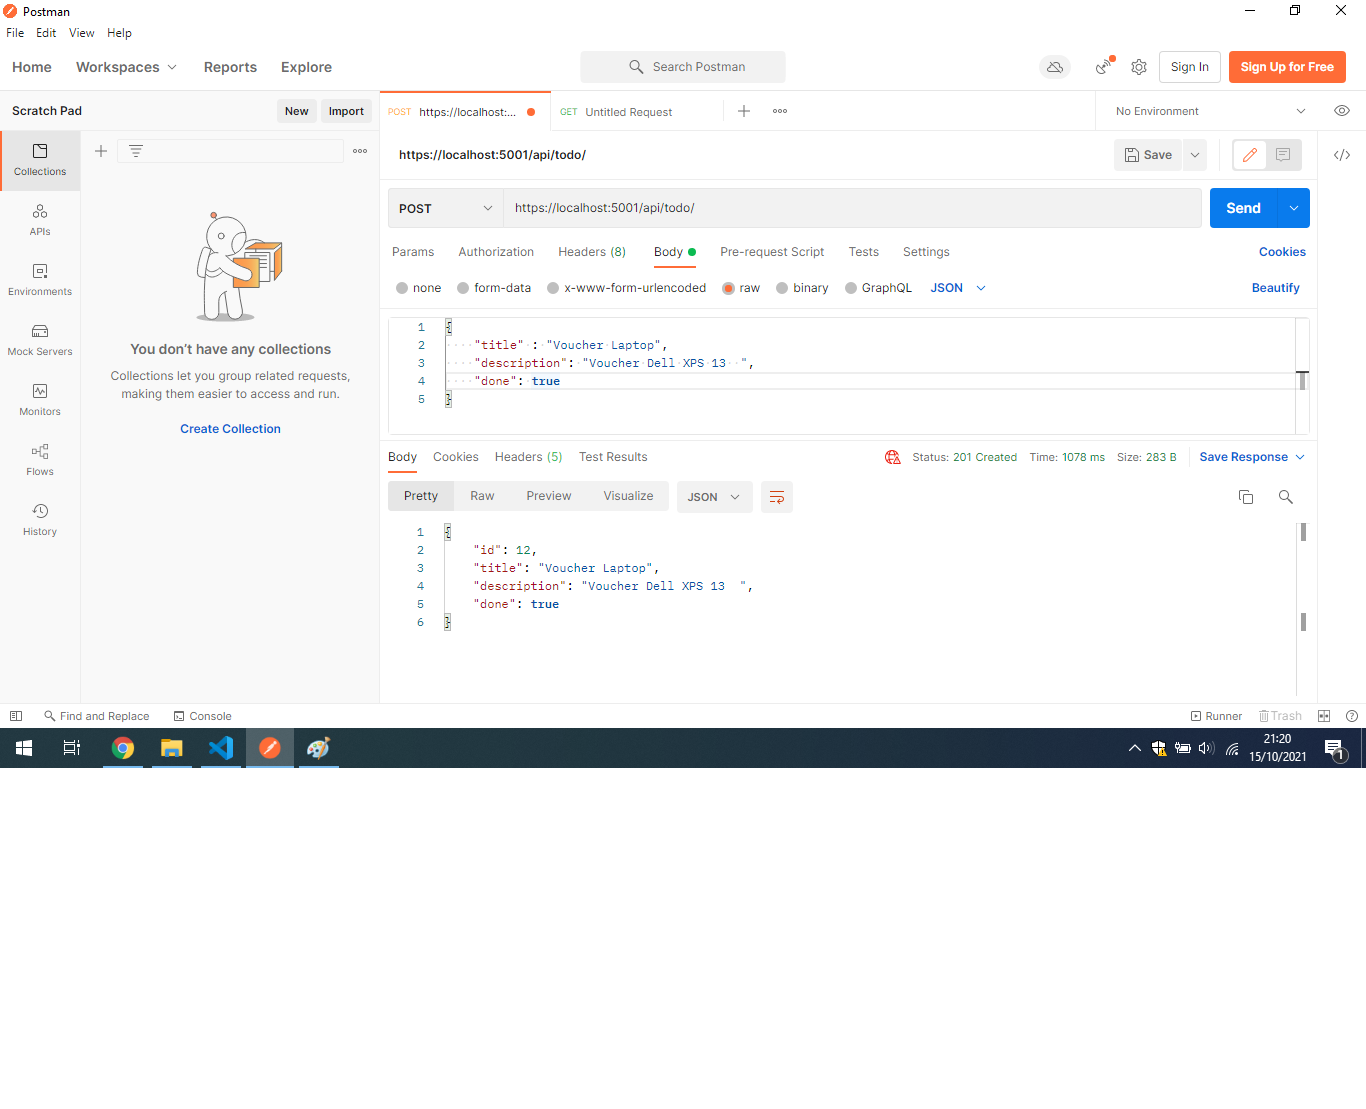 Postman
File Edit View Help
Home Workspaces Reports Explore
Search Postman
Sign In
Sign Up for Free
Scratch Pad
New
Import
POST https://localhost:...
GET Untitled Request
No Environment
https://localhost:5001/api/todo/
Save
POST
https://localhost:5001/api/todo/
Send
Params Authorization Headers (8) Body Pre-request Script Tests Settings
Cookies
none form-data x-www-form-urlencoded raw binary GraphQL JSON
Beautify
1 {
2 "title" : "Voucher Laptop",
3 "description": "Voucher Dell XPS 13  ",
4 "done": true
5 }
Collections
APIs
Environments
Mock Servers
Monitors
Flows
History
You don’t have any collections
Collections let you group related requests,
making them easier to access and run.
Create Collection
Body Cookies Headers (5) Test Results
Status: 201 Created Time: 1078 ms Size: 283 B
Save Response
Pretty Raw Preview Visualize JSON
1 {
2 "id": 12,
3 "title": "Voucher Laptop",
4 "description": "Voucher Dell XPS 13  ",
5 "done": true
6 }
Find and Replace
Console
Runner
Trash
21:20
15/10/2021
1